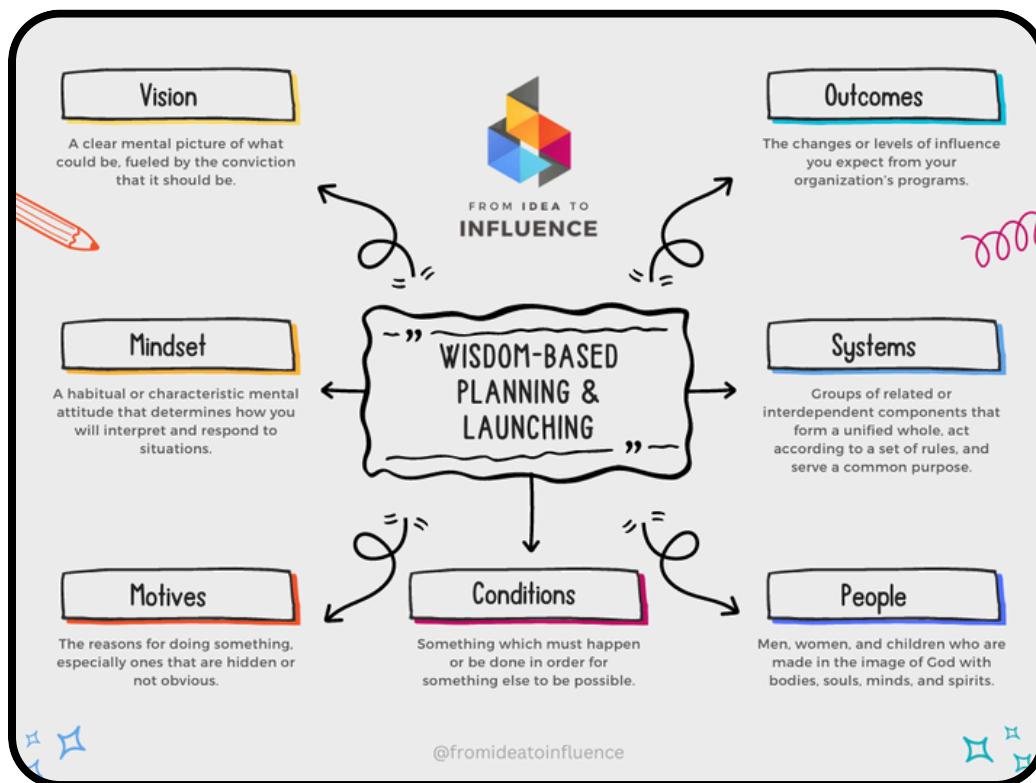 Vision
A clear mental picture of what
could be, fueled by the conviction
that it should be.
FROM IDEA TO
INFLUENCE
Outcomes
The changes or levels of influence
you expect from your
organization's programs.
Mindset
A habitual or characteristic mental
attitude that determines how you
will interpret and respond to
situations.
"
WISDOM-BASED
PLANNING &
LAUNCHING
"
Systems
Groups of related or
interdependent components that
form a unified whole, act
according to a set of rules, and
serve a common purpose.
Motives
The reasons for doing something,
especially ones that are hidden or
not obvious.
Conditions
Something which must happen
or be done in order for
something else to be possible.
People
Men, women, and children who are
made in the image of God with
bodies, souls, minds, and spirits.
@fromideatoinfluence